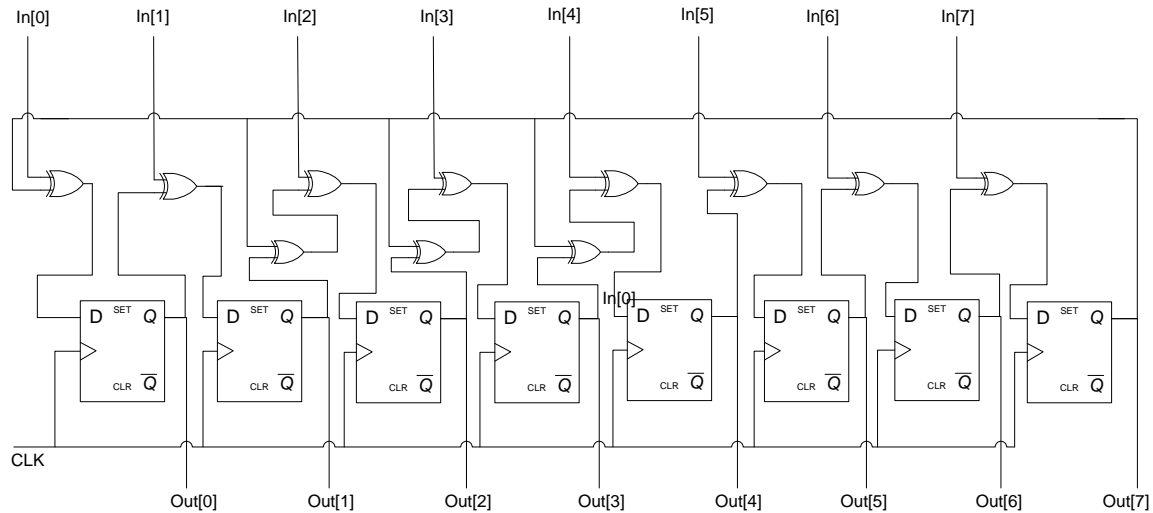 In[0] In[1] In[2] In[3] In[4] In[5] In[6] In[7]
In[0]
SET SET SET SET SET SET SET SET
D Q D Q D Q D Q D Q D Q D Q D Q
CLR Q CLR Q CLR Q CLR Q CLR Q CLR Q CLR Q CLR Q
CLK
Out[0] Out[1] Out[2] Out[3] Out[4] Out[5] Out[6] Out[7]